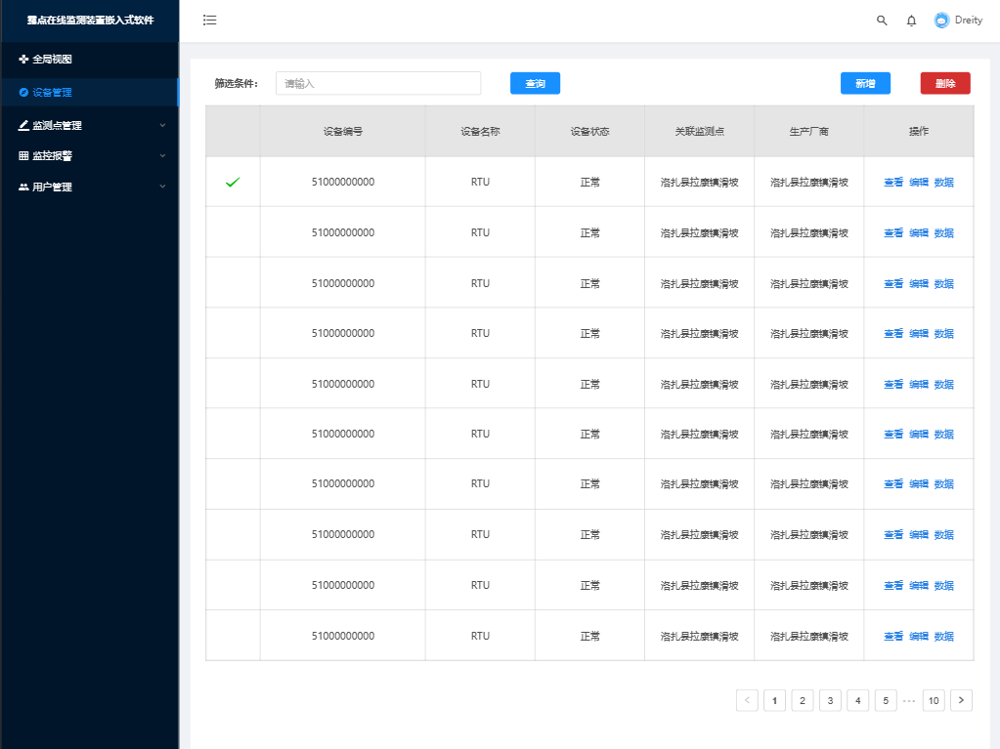 露点在线监测装置嵌入式软件
Dreity
全局视图
设备管理
监测点管理
监控报警
用户管理
筛选条件： 请输入 查询 新增 删除
设备编号 设备名称 设备状态 关联监测点 生产厂商 操作
51000000000 RTU 正常 洛扎县拉康镇滑坡 洛扎县拉康镇滑坡 查看 编辑 数据
51000000000 RTU 正常 洛扎县拉康镇滑坡 洛扎县拉康镇滑坡 查看 编辑 数据
51000000000 RTU 正常 洛扎县拉康镇滑坡 洛扎县拉康镇滑坡 查看 编辑 数据
51000000000 RTU 正常 洛扎县拉康镇滑坡 洛扎县拉康镇滑坡 查看 编辑 数据
51000000000 RTU 正常 洛扎县拉康镇滑坡 洛扎县拉康镇滑坡 查看 编辑 数据
51000000000 RTU 正常 洛扎县拉康镇滑坡 洛扎县拉康镇滑坡 查看 编辑 数据
51000000000 RTU 正常 洛扎县拉康镇滑坡 洛扎县拉康镇滑坡 查看 编辑 数据
51000000000 RTU 正常 洛扎县拉康镇滑坡 洛扎县拉康镇滑坡 查看 编辑 数据
51000000000 RTU 正常 洛扎县拉康镇滑坡 洛扎县拉康镇滑坡 查看 编辑 数据
51000000000 RTU 正常 洛扎县拉康镇滑坡 洛扎县拉康镇滑坡 查看 编辑 数据
< 1 2 3 4 5 ··· 10 >